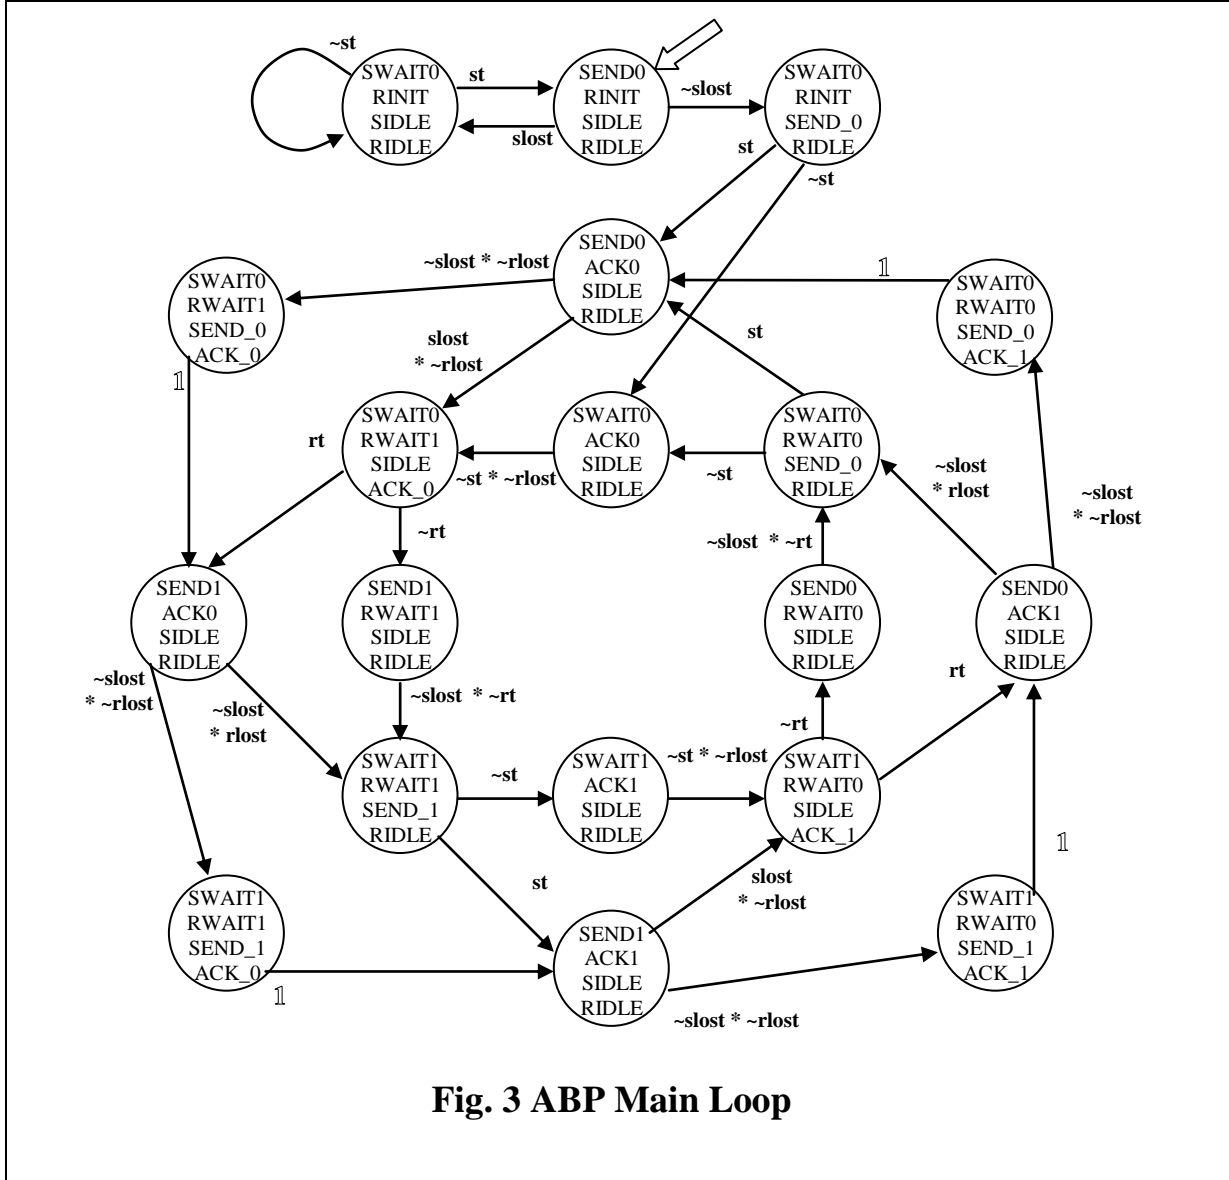 ~st
SWAIT0
RINIT
SIDLE
RIDLE
st
slost
SEND0
RINIT
SIDLE
RIDLE
~slost
SWAIT0
RINIT
SEND_0
RIDLE
st
~st
SWAIT0
RWAIT1
SEND_0
ACK_0
~slost * ~rlost
SEND0
ACK0
SIDLE
RIDLE
𝟙
SWAIT0
RWAIT0
SEND_0
ACK_1
𝟙
slost
* ~rlost
st
rt
SWAIT0
RWAIT1
SIDLE
ACK_0
~st * ~rlost
SWAIT0
ACK0
SIDLE
RIDLE
~st
SWAIT0
RWAIT0
SEND_0
RIDLE
~slost
* rlost
~slost
* ~rlost
~rt
~slost * ~rt
SEND1
ACK0
SIDLE
RIDLE
SEND1
RWAIT1
SIDLE
RIDLE
SEND0
RWAIT0
SIDLE
RIDLE
SEND0
ACK1
SIDLE
RIDLE
~slost
* ~rlost
~slost
* rlost
~slost * ~rt
~rt
rt
SWAIT1
RWAIT1
SEND_1
RIDLE
~st
SWAIT1
ACK1
SIDLE
RIDLE
~st * ~rlost
SWAIT1
RWAIT0
SIDLE
ACK_1
𝟙
SWAIT1
RWAIT1
SEND_1
ACK_0
𝟙
st
SEND1
ACK1
SIDLE
RIDLE
slost
* ~rlost
SWAIT1
RWAIT0
SEND_1
ACK_1
~slost * ~rlost
Fig. 3 ABP Main Loop